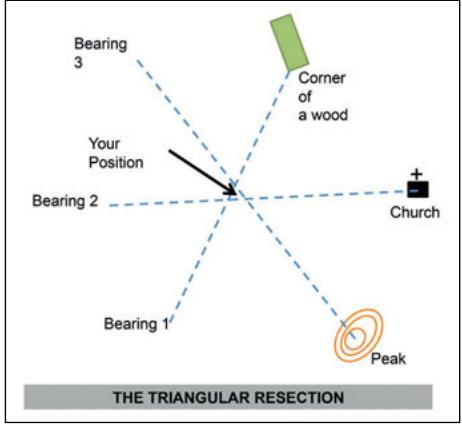 Bearing
3
Corner
of
a wood
Your
Position
Bearing 2
Church
Bearing 1
Peak
THE TRIANGULAR RESECTION